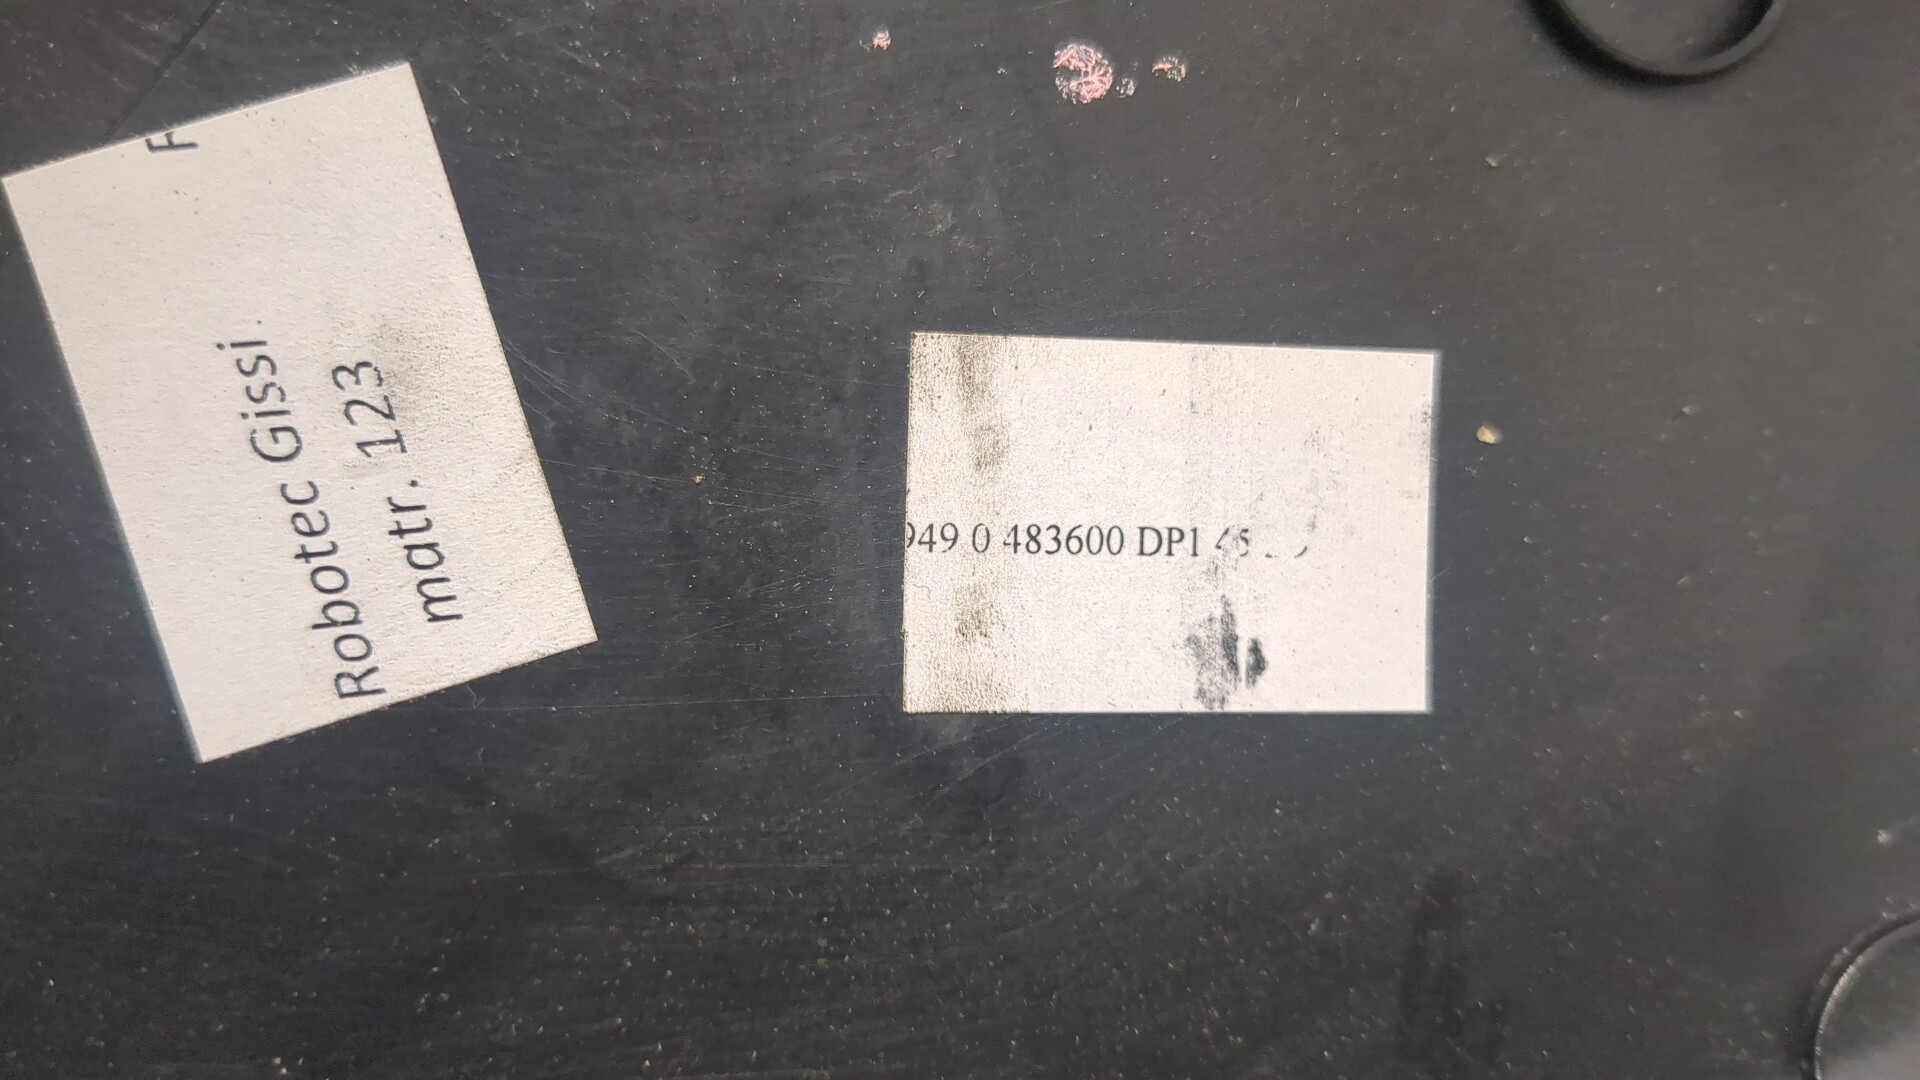 Robotec Gissi.
matr. 123
949 0 483600 DP1